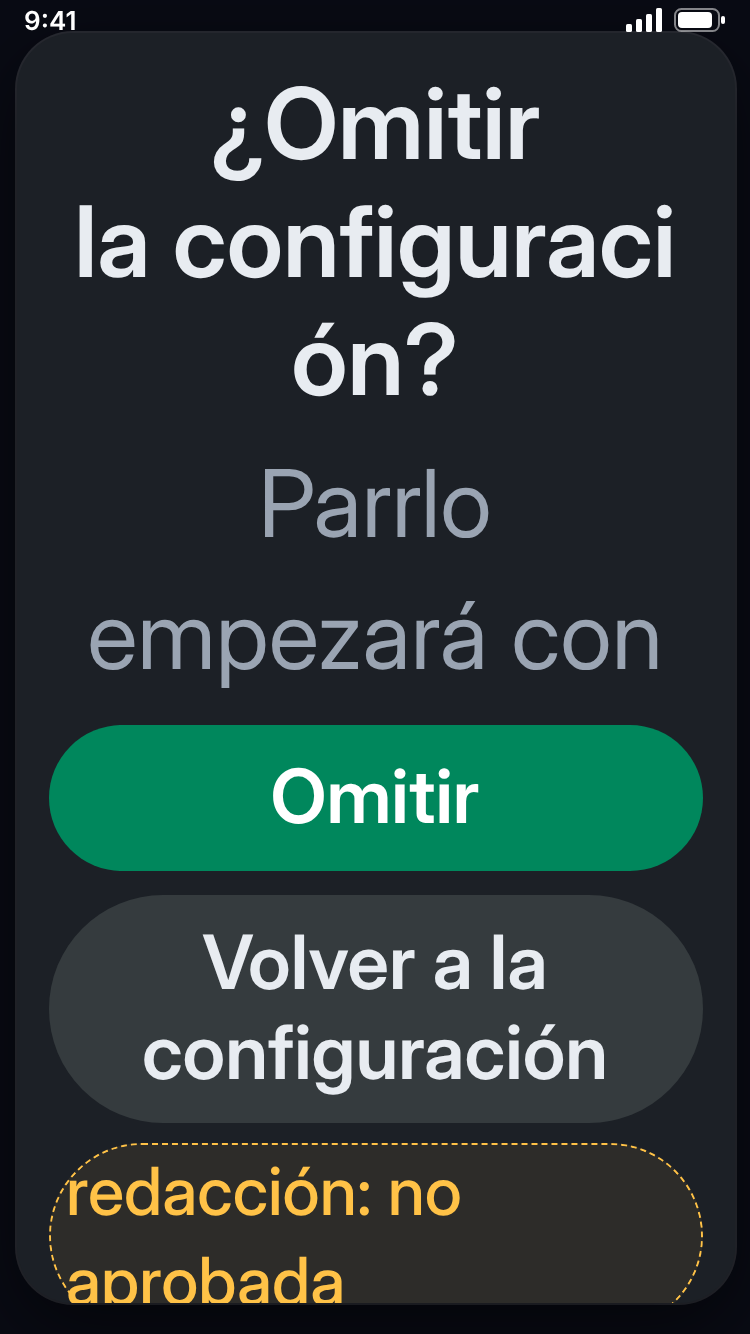 9:41
¿Omitir
la configuraci
ón?
Parrlo
empezará con
Omitir
Volver a la
configuración
redacción: no
aprobada